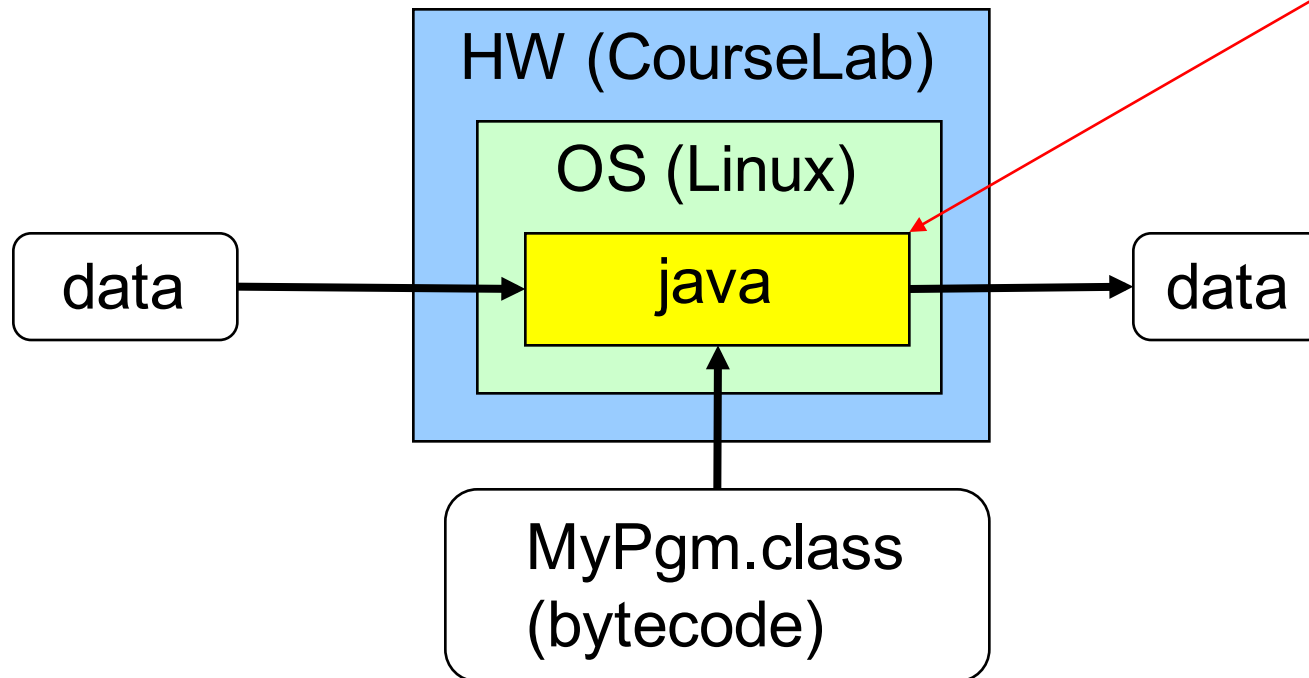 HW (CourseLab)
OS (Linux)
data
java
data
MyPgm.class
(bytecode)